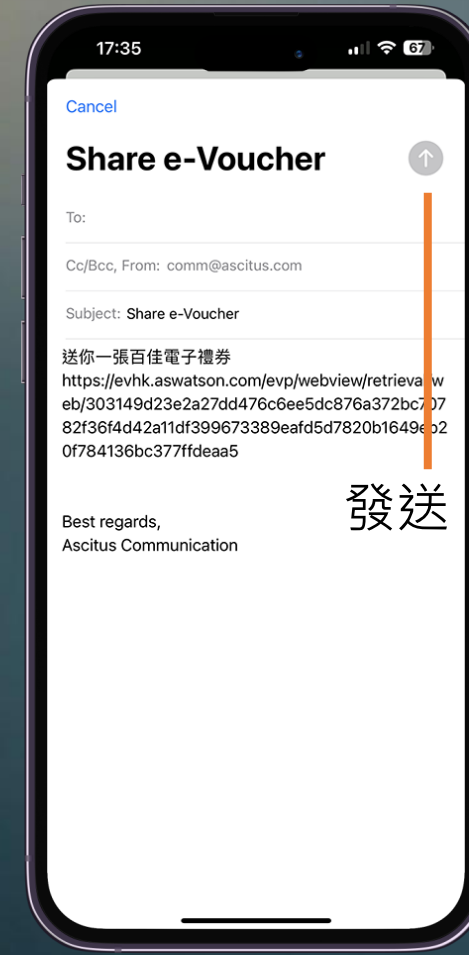 17:35
67
Cancel
Share e-Voucher
To:
Cc/Bcc, From: comm@ascitus.com
Subject: Share e-Voucher
送你一張百佳電子禮券
https://evhk.aswatson.com/evp/webview/retrieval
eb/303149d23e2a27dd476c6ee5dc876a372bc707
82f36f4d42a11df399673389eafd5d7820b1649eb2
0f784136bc377ffdeaa5
發送
Best regards,
Ascitus Communication